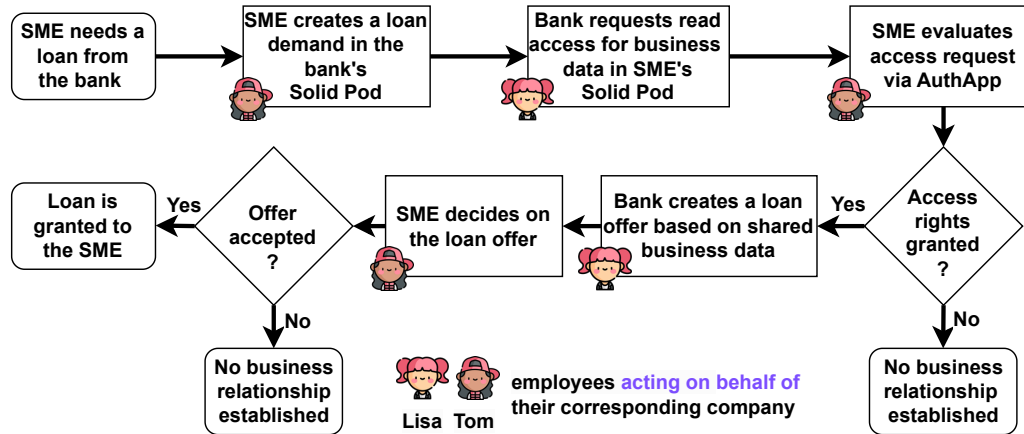 SME needs a
loan from
the bank
SME creates a loan
demand in the
bank's
Solid Pod
Bank requests read
access for business
data in SME's
Solid Pod
SME evaluates
access request
via AuthApp
Access
rights
granted
?
Yes
No
Bank creates a loan
offer based on shared
business data
SME decides on
the loan offer
Offer
accepted
?
Yes
No
Loan is
granted to
the SME
No business
relationship
established
No business
relationship
established
Lisa Tom
employees acting on behalf of
their corresponding company